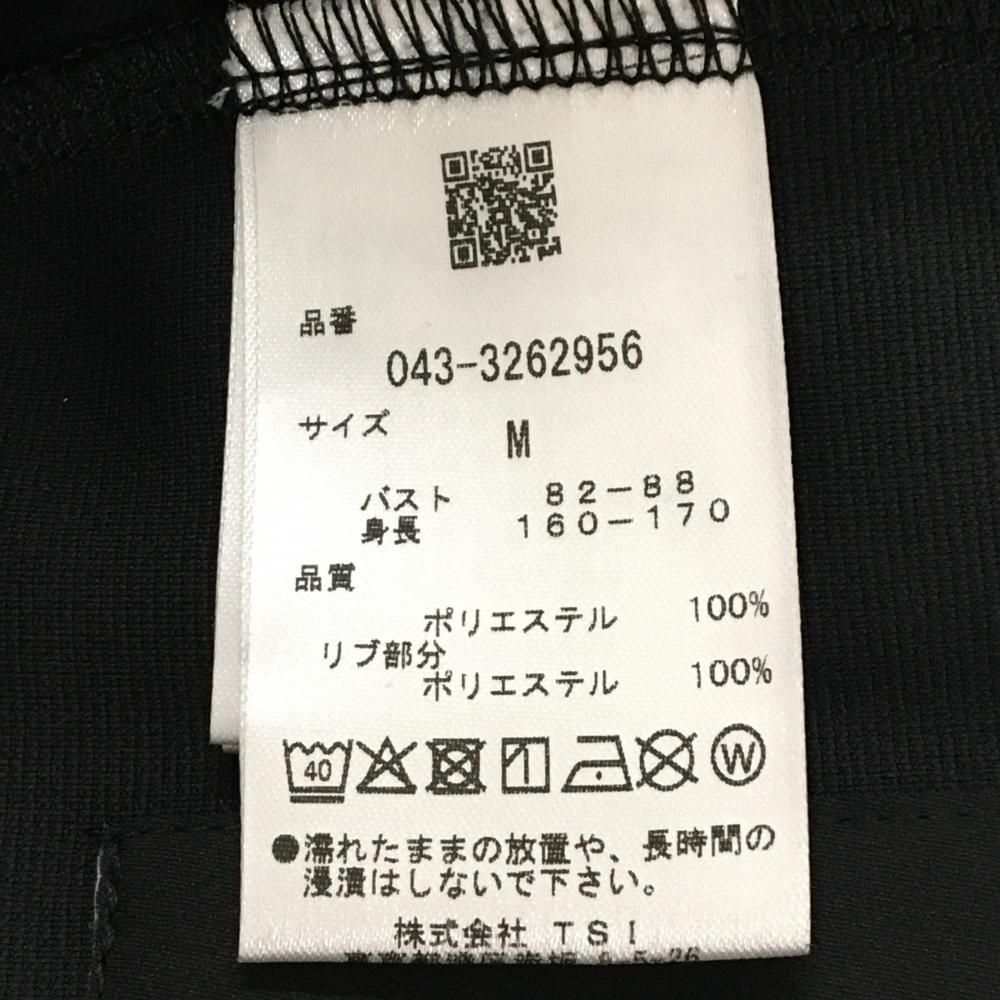 品番
043-3262956
サイズ M
バスト 82-88
身長 160-170
品質
ポリエステル 100%
リブ部分
ポリエステル 100%
40 W
●濡れたままの放置や、長時間の
浸漬はしないで下さい。
株式会社 TSI